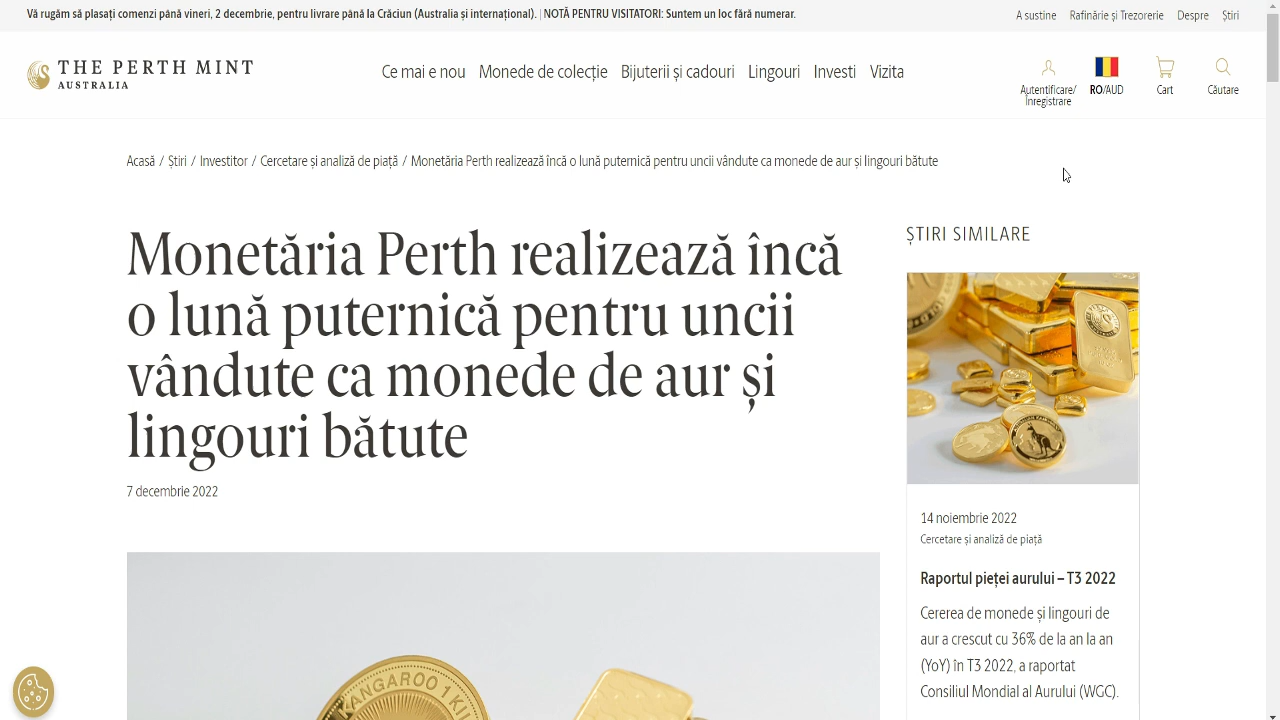 Vă rugăm să plasați comenzi până vineri, 2 decembrie, pentru livrare până la Crăciun (Australia și internațional). | NOTĂ PENTRU VISITATORI: Suntem un loc fără numerar.
A sustine Rafinărie și Trezorerie Despre Știri
THE PERTH MINT
AUSTRALIA
Cel mai e nou Monede de colecție Bijuterii și cadouri Lingouri Investi Vizita
Autentificare/
Înregistrare
RO/AUD
Cart
Căutare
Acasă / Știri / Investitor / Cercetare și analiză de piață / Monetăria Perth realizează încă o lună puternică pentru uncii vândute ca monede de aur și lingouri bătute
Monetăria Perth realizează încă
o lună puternică pentru uncii
vândute ca monede de aur și
lingouri bătute
7 decembrie 2022
KANGAROO 1 KIL
ȘTIRI SIMILARE
14 noiembrie 2022
Cercetare și analiză de piață
Raportul pieței aurului – T3 2022
Cererea de monede și lingouri de
aur a crescut cu 36% de la an la an
(YoY) în T3 2022, a raportat
Consiliul Mondial al Aurului (WGC).